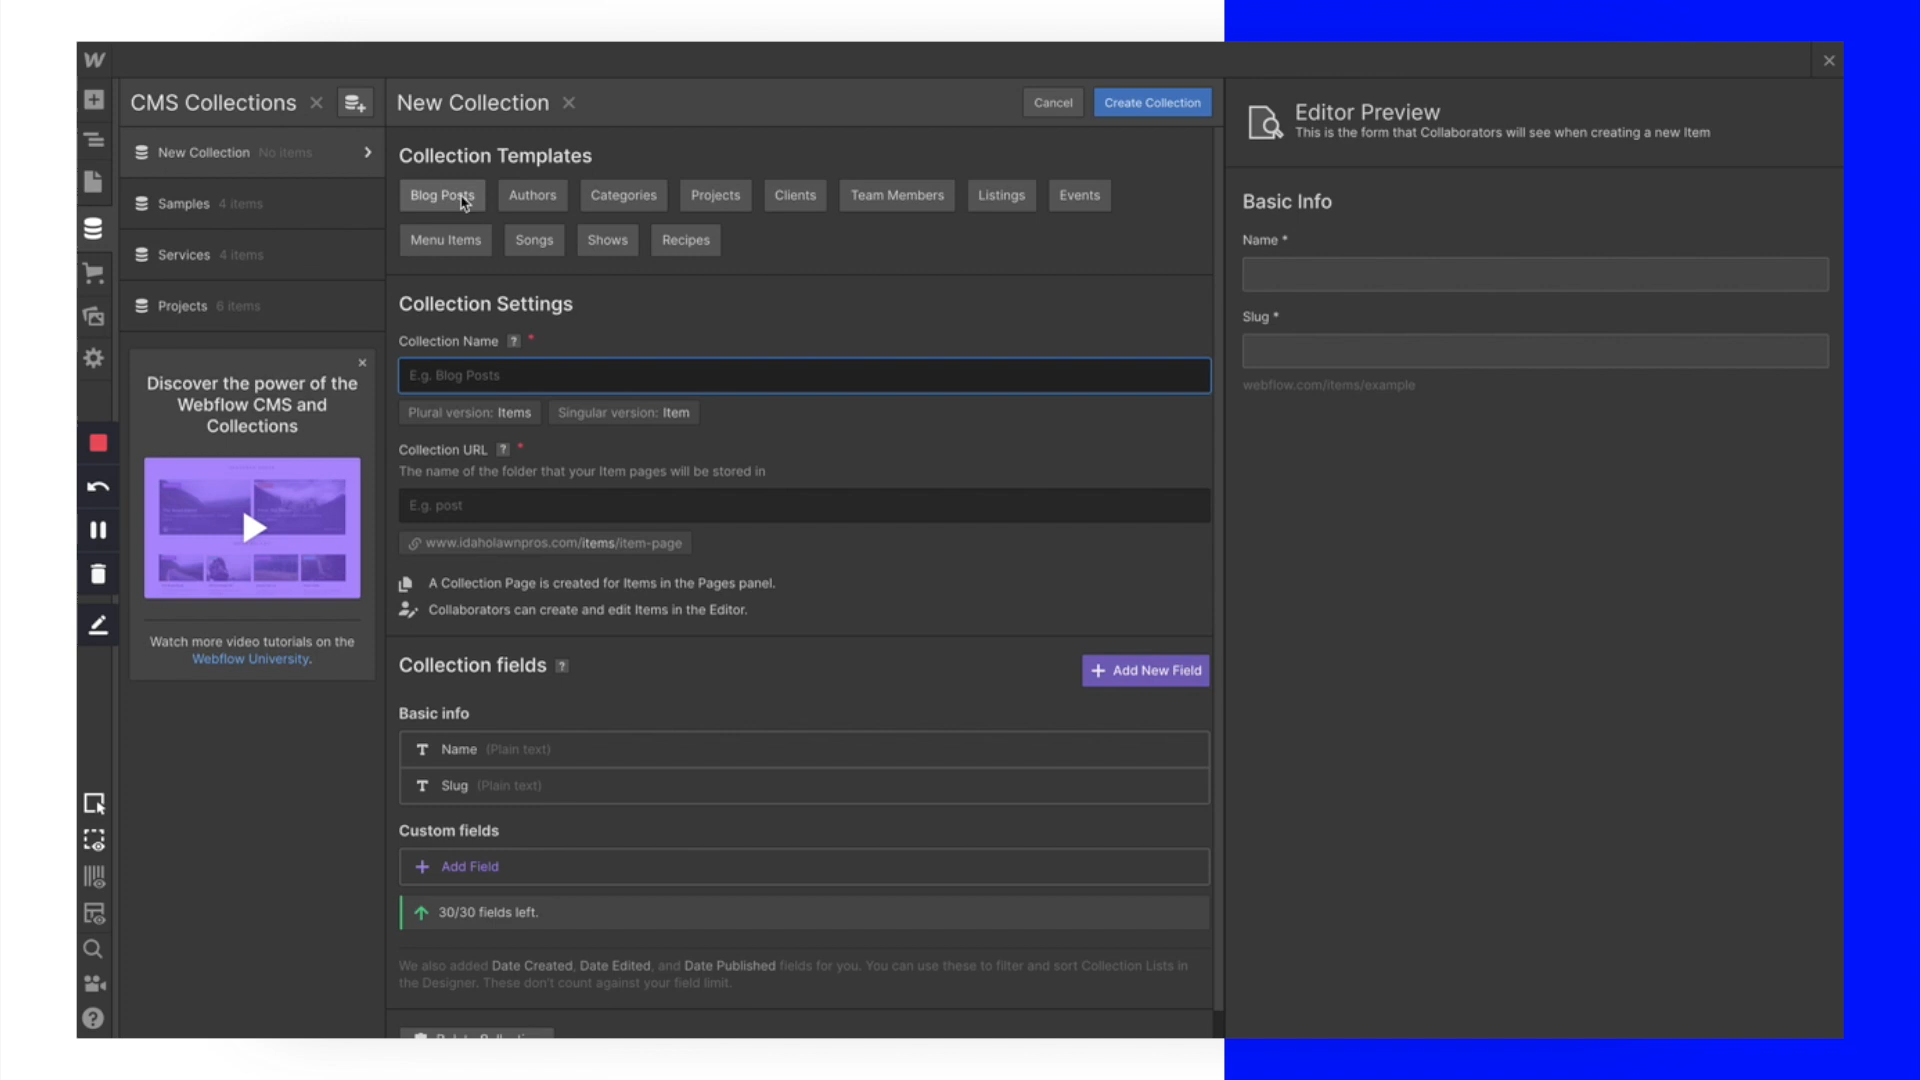 CMS Collections
New Collection No items
Samples 4 items
Services 4 items
Projects 6 items
Discover the power of the
Webflow CMS and
Collections
Watch more video tutorials on the
Webflow University.
New Collection
Cancel
Create Collection
Collection Templates
Blog Posts
Authors
Categories
Projects
Clients
Team Members
Listings
Events
Menu Items
Songs
Shows
Recipes
Collection Settings
Collection Name ? *
E.g. Blog Posts
Plural version: Items
Singular version: Item
Collection URL ? *
The name of the folder that your Item pages will be stored in
E.g. post
www.idaholawnpros.com/items/item-page
A Collection Page is created for Items in the Pages panel.
Collaborators can create and edit Items in the Editor.
Collection fields ?
+ Add New Field
Basic info
T Name (Plain text)
T Slug (Plain text)
Custom fields
+ Add Field
30/30 fields left.
We also added Date Created, Date Edited, and Date Published fields for you. You can use these to filter and sort Collection Lists in
the Designer. These don't count against your field limit.
Editor Preview
This is the form that Collaborators will see when creating a new Item
Basic Info
Name *
Slug *
webflow.com/items/example